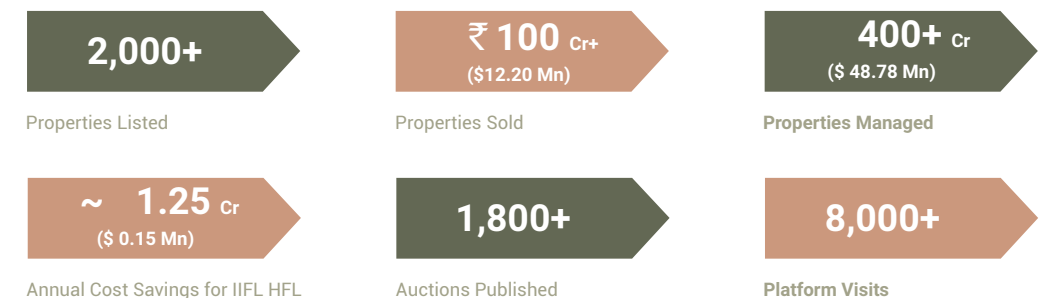 2,000+
₹ 100 Cr+
($12.20 Mn)
400+ Cr
($ 48.78 Mn)
Properties Listed
Properties Sold
Properties Managed
~ 1.25 Cr
($ 0.15 Mn)
1,800+
8,000+
Annual Cost Savings for IIFL HFL
Auctions Published
Platform Visits